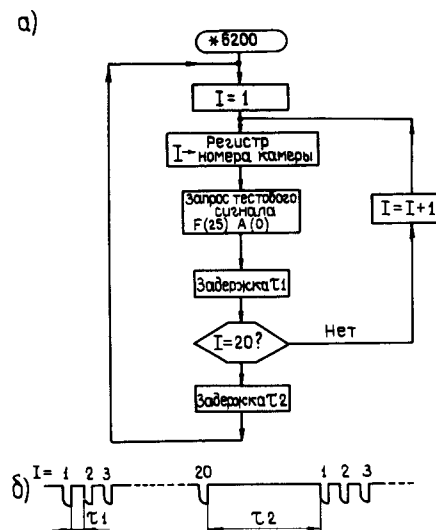 а)
*6200
I = 1
I→ Регистр
номера камеры
Запрос тестового
сигнала
F(25) A(0)
I=I+1
Задержка τ1
I=20?
Нет
Задержка τ2
б)
I= 1 2 3 20 1 2 3
τ1 τ2